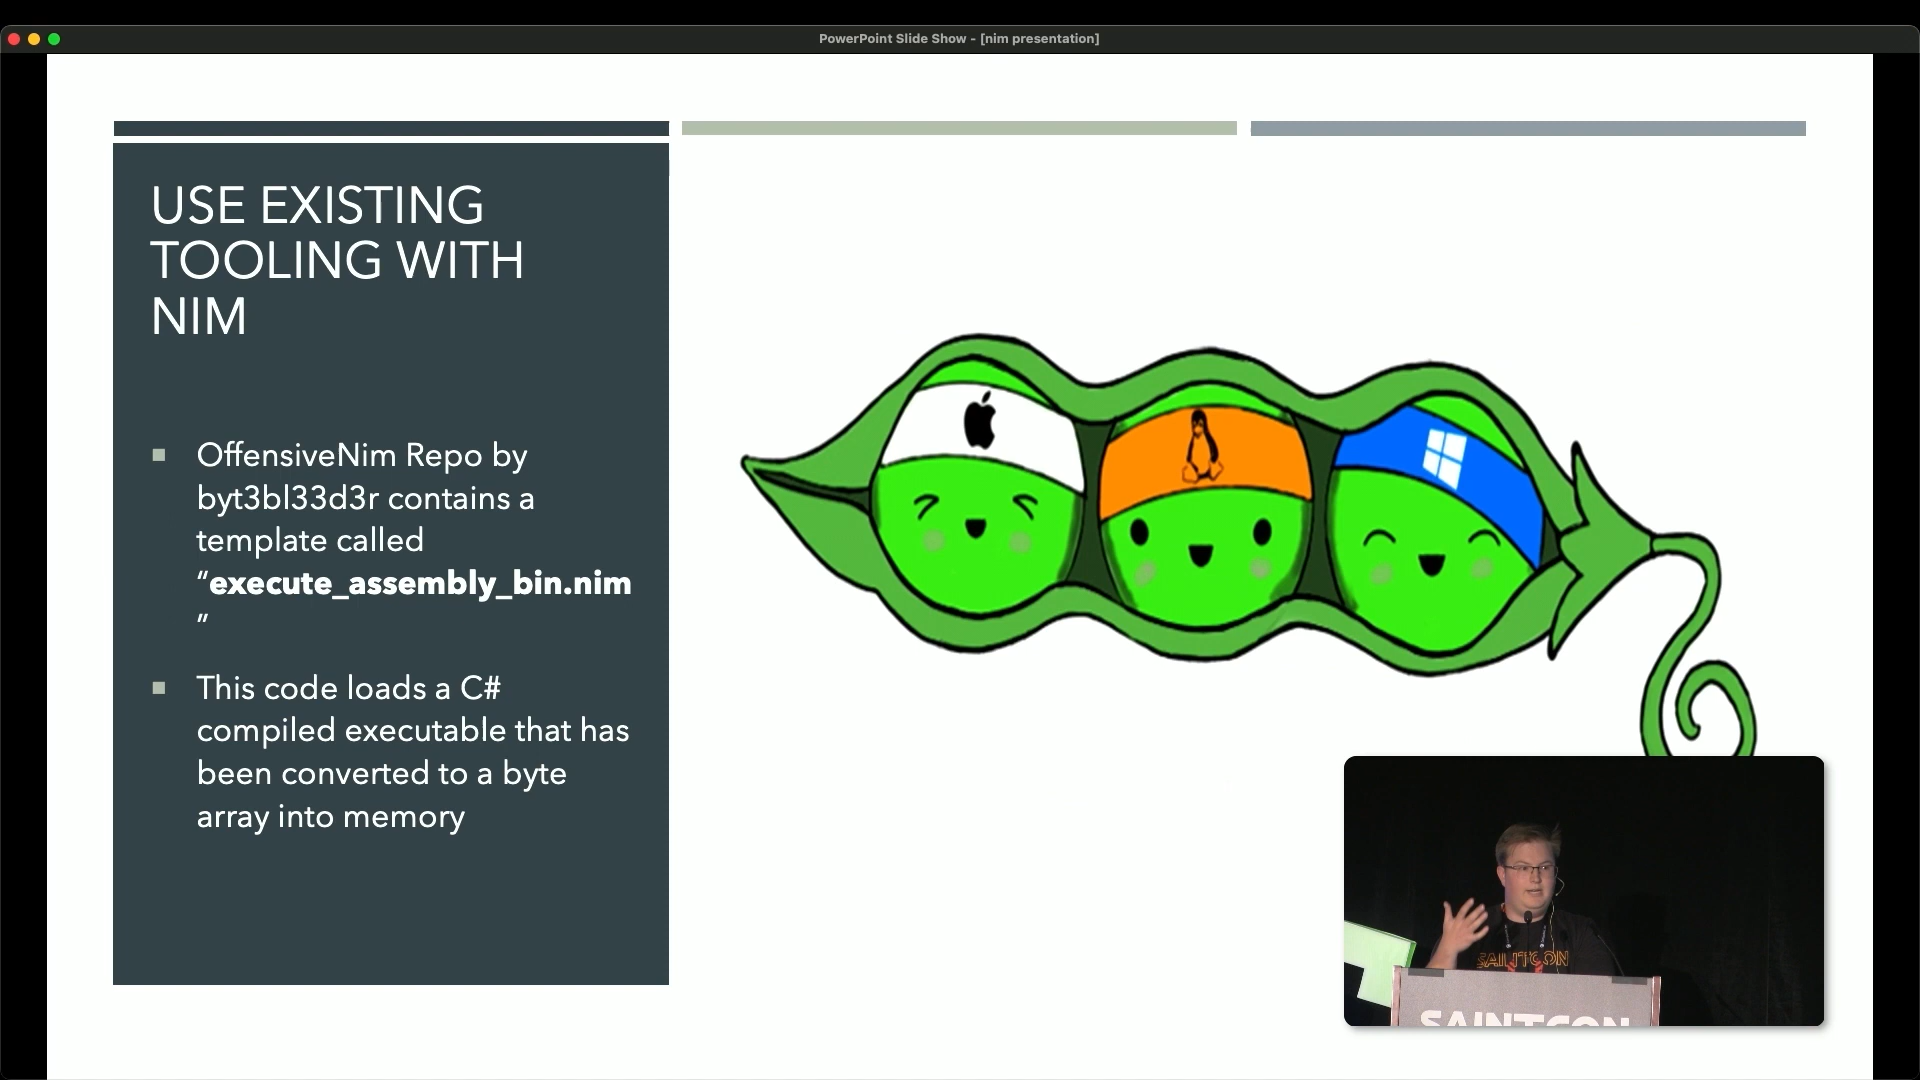 PowerPoint Slide Show - [nim presentation]
USE EXISTING
TOOLING WITH
NIM
OffensiveNim Repo by
byt3bl33d3r contains a
template called
“execute_assembly_bin.nim
”
This code loads a C#
compiled executable that has
been converted to a byte
array into memory
SAINTCON
SAINTCON